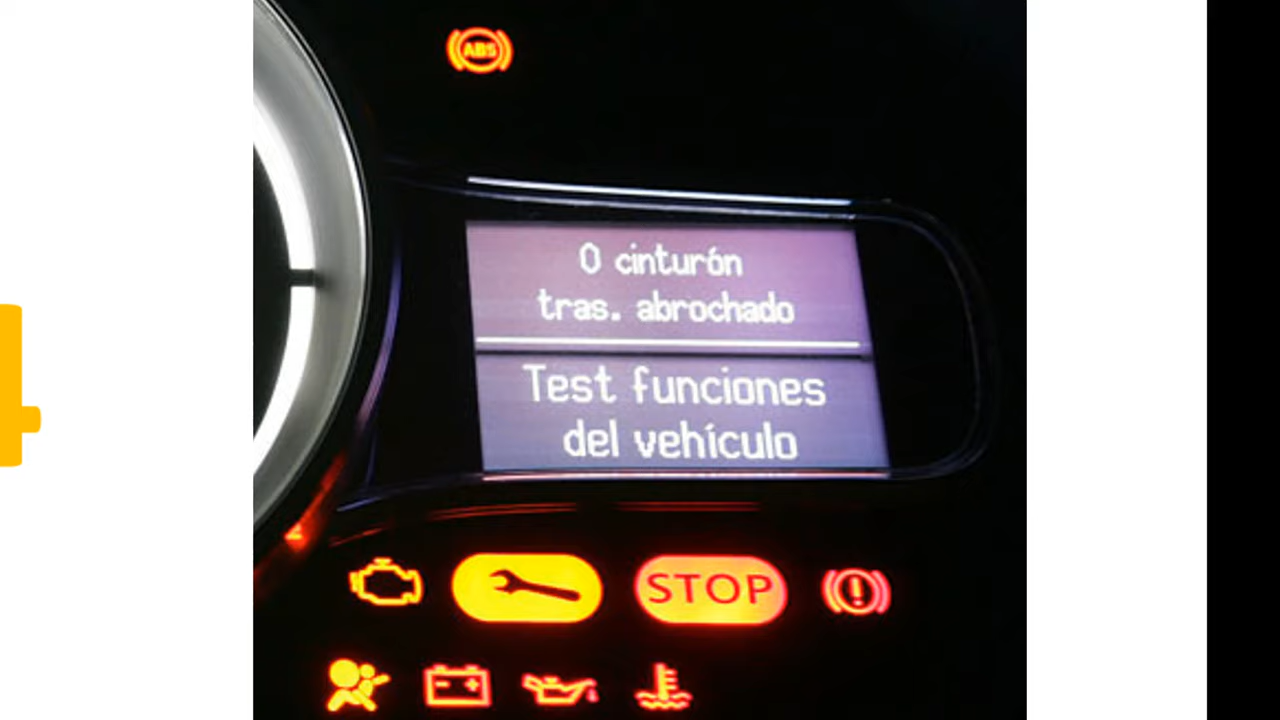 ABS
0 cinturón
tras. abrochado
Test funciones
del vehículo
STOP